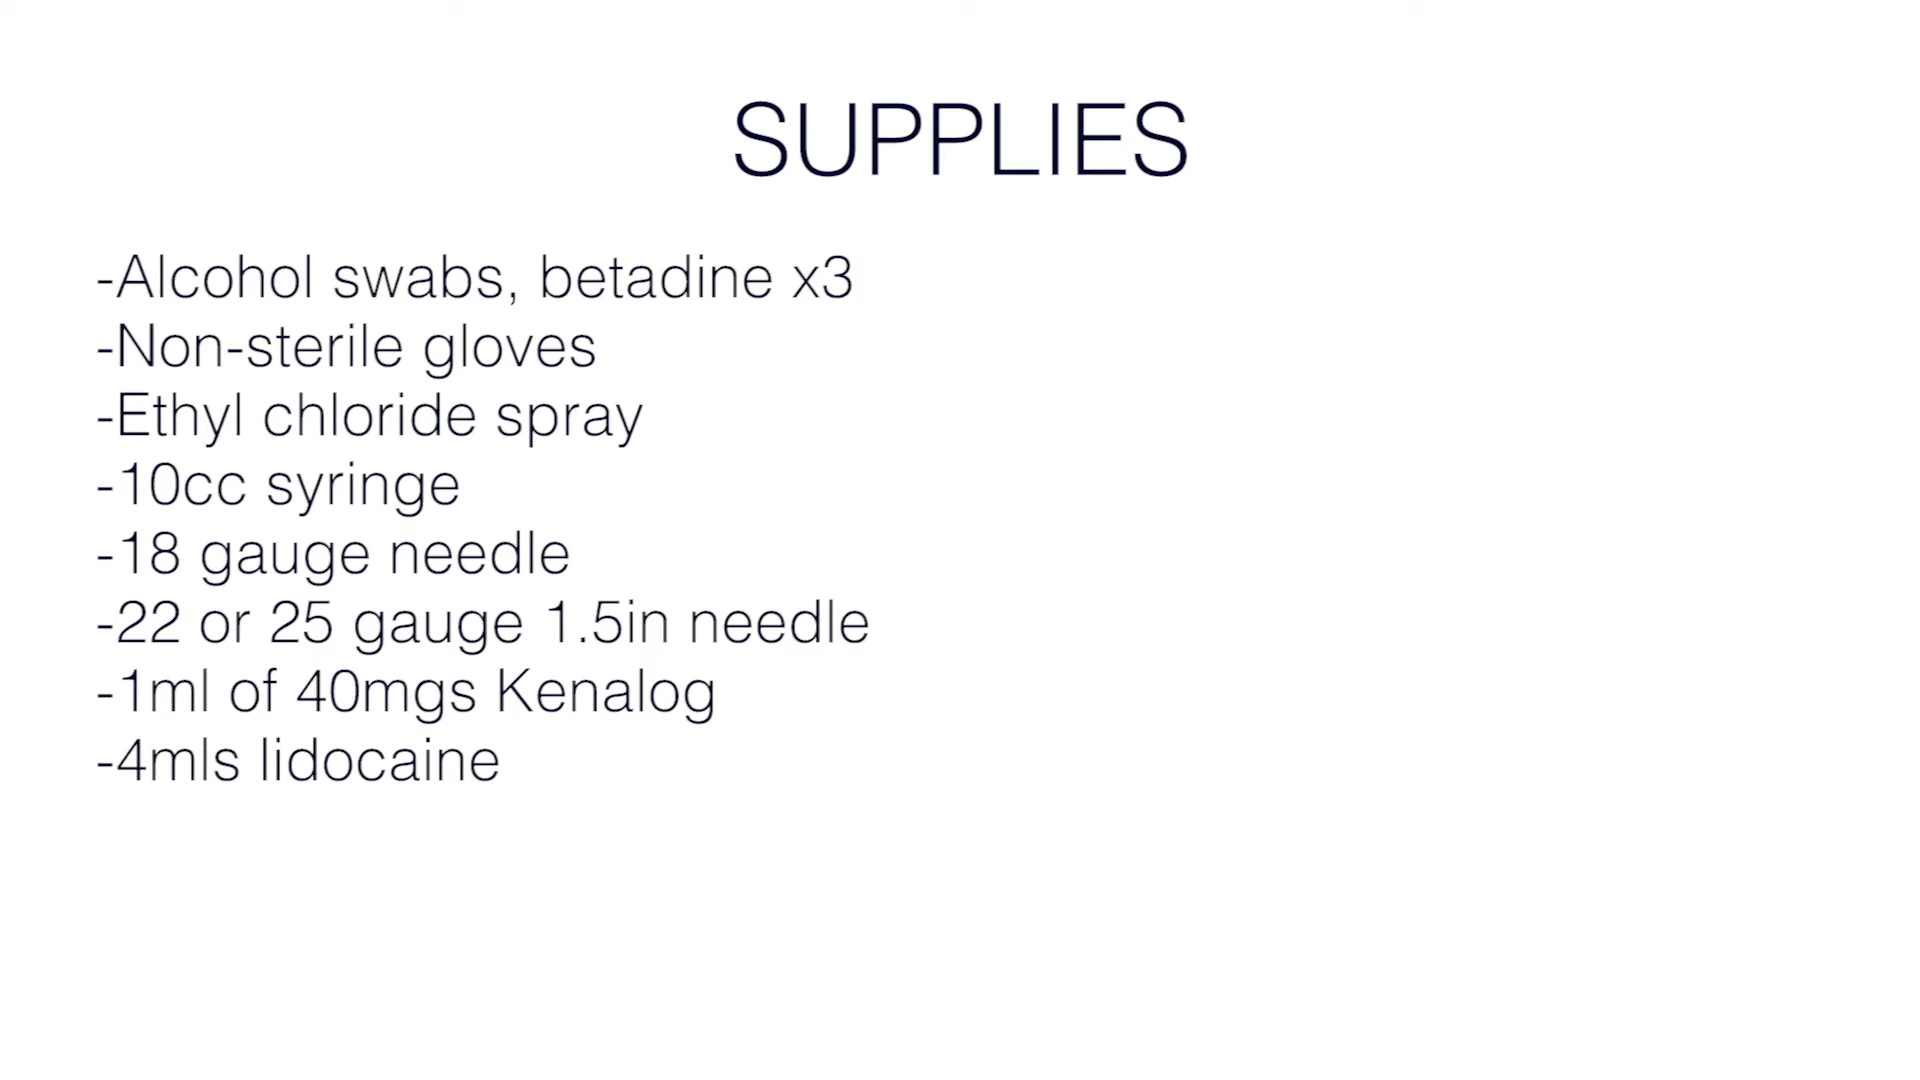 SUPPLIES
-Alcohol swabs, betadine x3
-Non-sterile gloves
-Ethyl chloride spray
-10cc syringe
-18 gauge needle
-22 or 25 gauge 1.5in needle
-1ml of 40mgs Kenalog
-4mls lidocaine